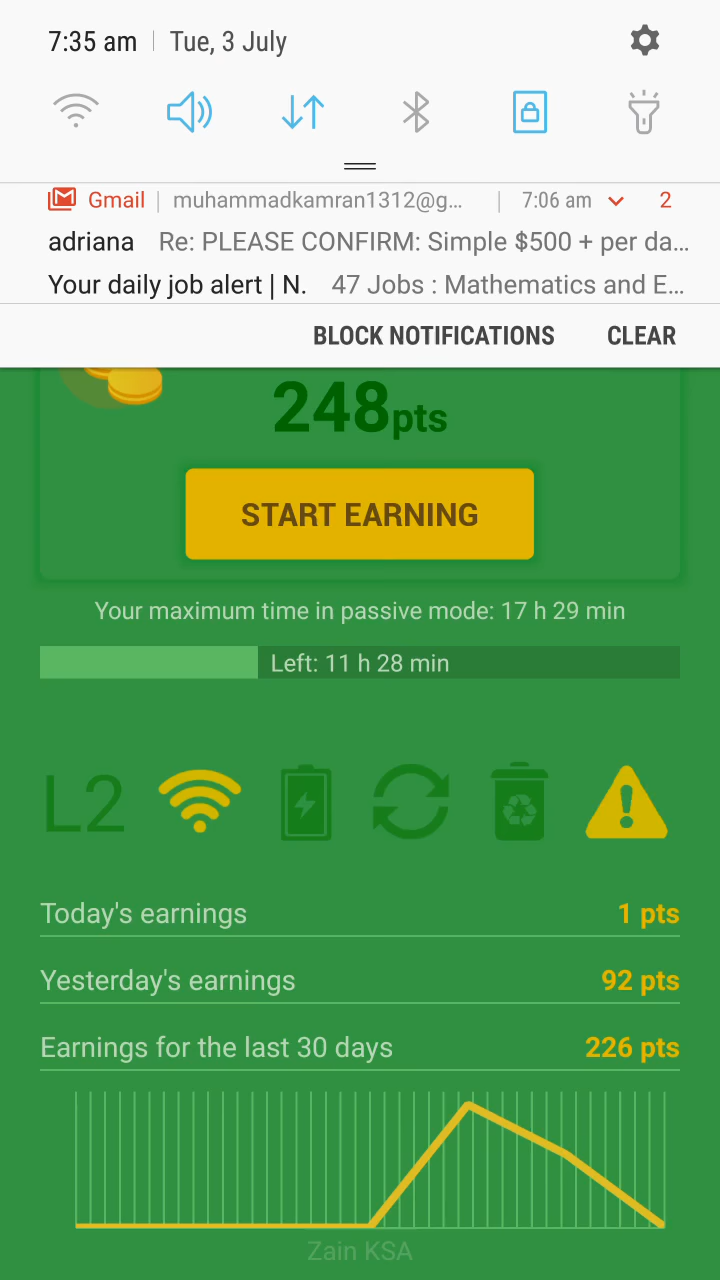 7:35 am | Tue, 3 July
Gmail | muhammadkamran1312@g... | 7:06 am 2
adriana Re: PLEASE CONFIRM: Simple $500 + per da...
Your daily job alert | N. 47 Jobs : Mathematics and E...
BLOCK NOTIFICATIONS CLEAR
248pts
START EARNING
Your maximum time in passive mode: 17 h 29 min
Left: 11 h 28 min
L2
Today's earnings 1 pts
Yesterday's earnings 92 pts
Earnings for the last 30 days 226 pts
Zain KSA